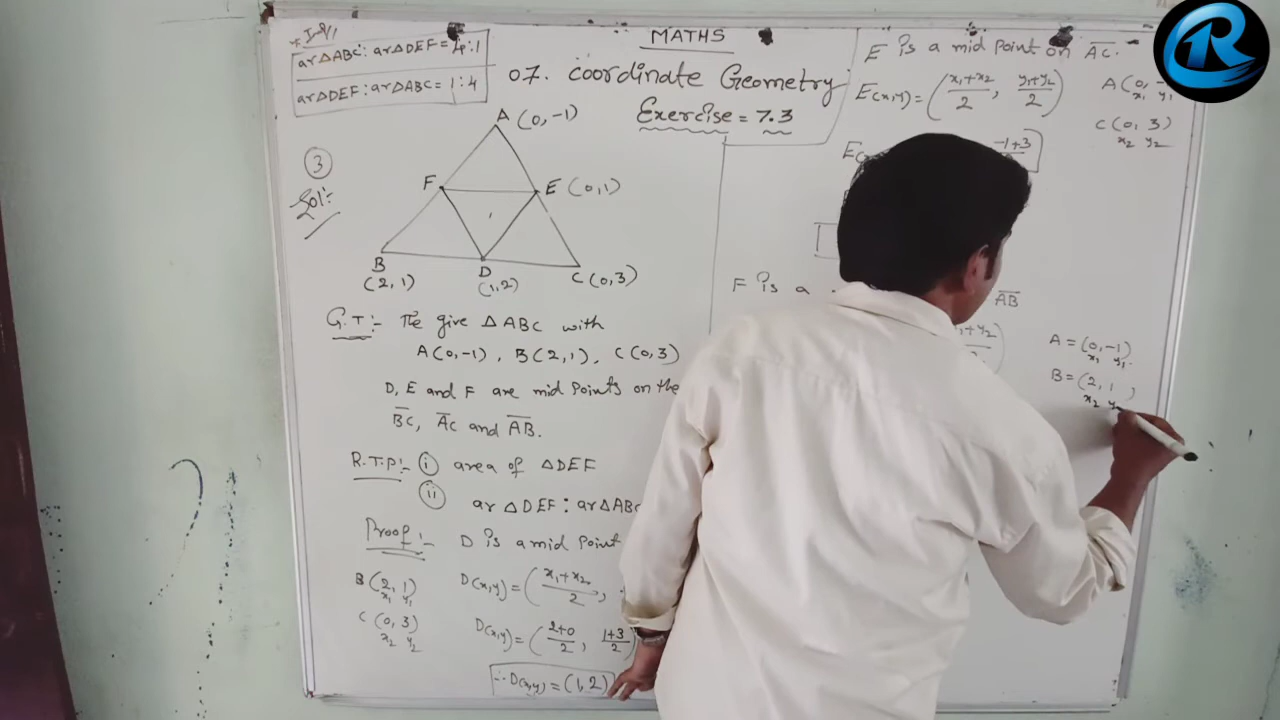 * Imp
ar△ABC : ar△DEF = 4:1
ar△DEF : ar△ABC = 1:4
MATHS
07. Coordinate Geometry
Exercise = 7.3
3
Sol:-
A (0,-1)
F
E (0,1)
B
(2,1)
D
(1,2)
C (0,3)
G.T:- The give △ABC with
A(0,-1), B(2,1), C(0,3)
D, E and F are mid points on the
BC, AC and AB.
R.T.P:- i area of △DEF
ii ar△DEF : ar△ABC
Proof:- D is a mid point
B (2, 1)
x1 y1
C (0, 3)
x2 y2
D(x,y) = (x1+x2/2,
D(x,y) = (2+0/2, 1+3/2)
∴ D(x,y) = (1,2)
E is a mid point on AC.
E(x,y) = (x1+x2/2, y1+y2/2)
A(0,
x1 y1
C (0, 3)
x2 y2
-1+3
F is a
AB
+y2
A = (0,-1)
x1 y1
B = (2, 1)
x2 y
R